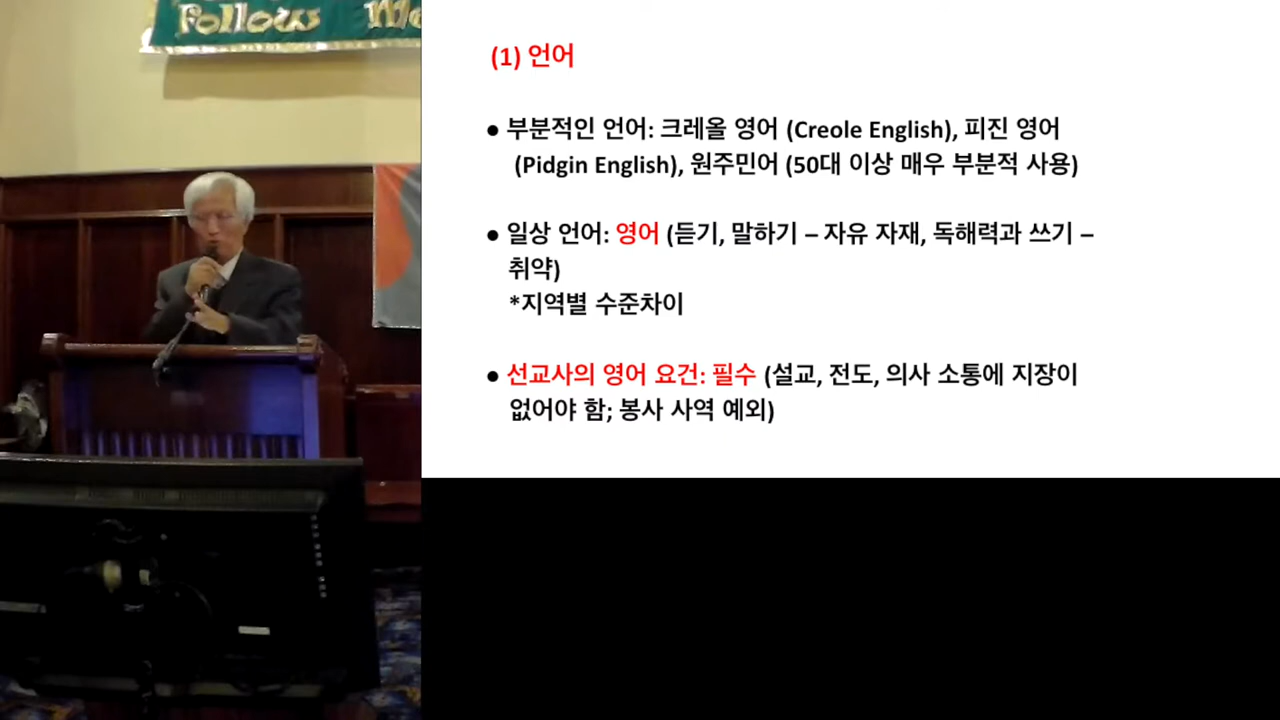 Follow Me
(1) 언어
● 부분적인 언어: 크레올 영어 (Creole English), 피진 영어
(Pidgin English), 원주민어 (50대 이상 매우 부분적 사용)
● 일상 언어: 영어 (듣기, 말하기 – 자유 자재, 독해력과 쓰기 –
취약)
*지역별 수준차이
● 선교사의 영어 요건: 필수 (설교, 전도, 의사 소통에 지장이
없어야 함; 봉사 사역 예외)